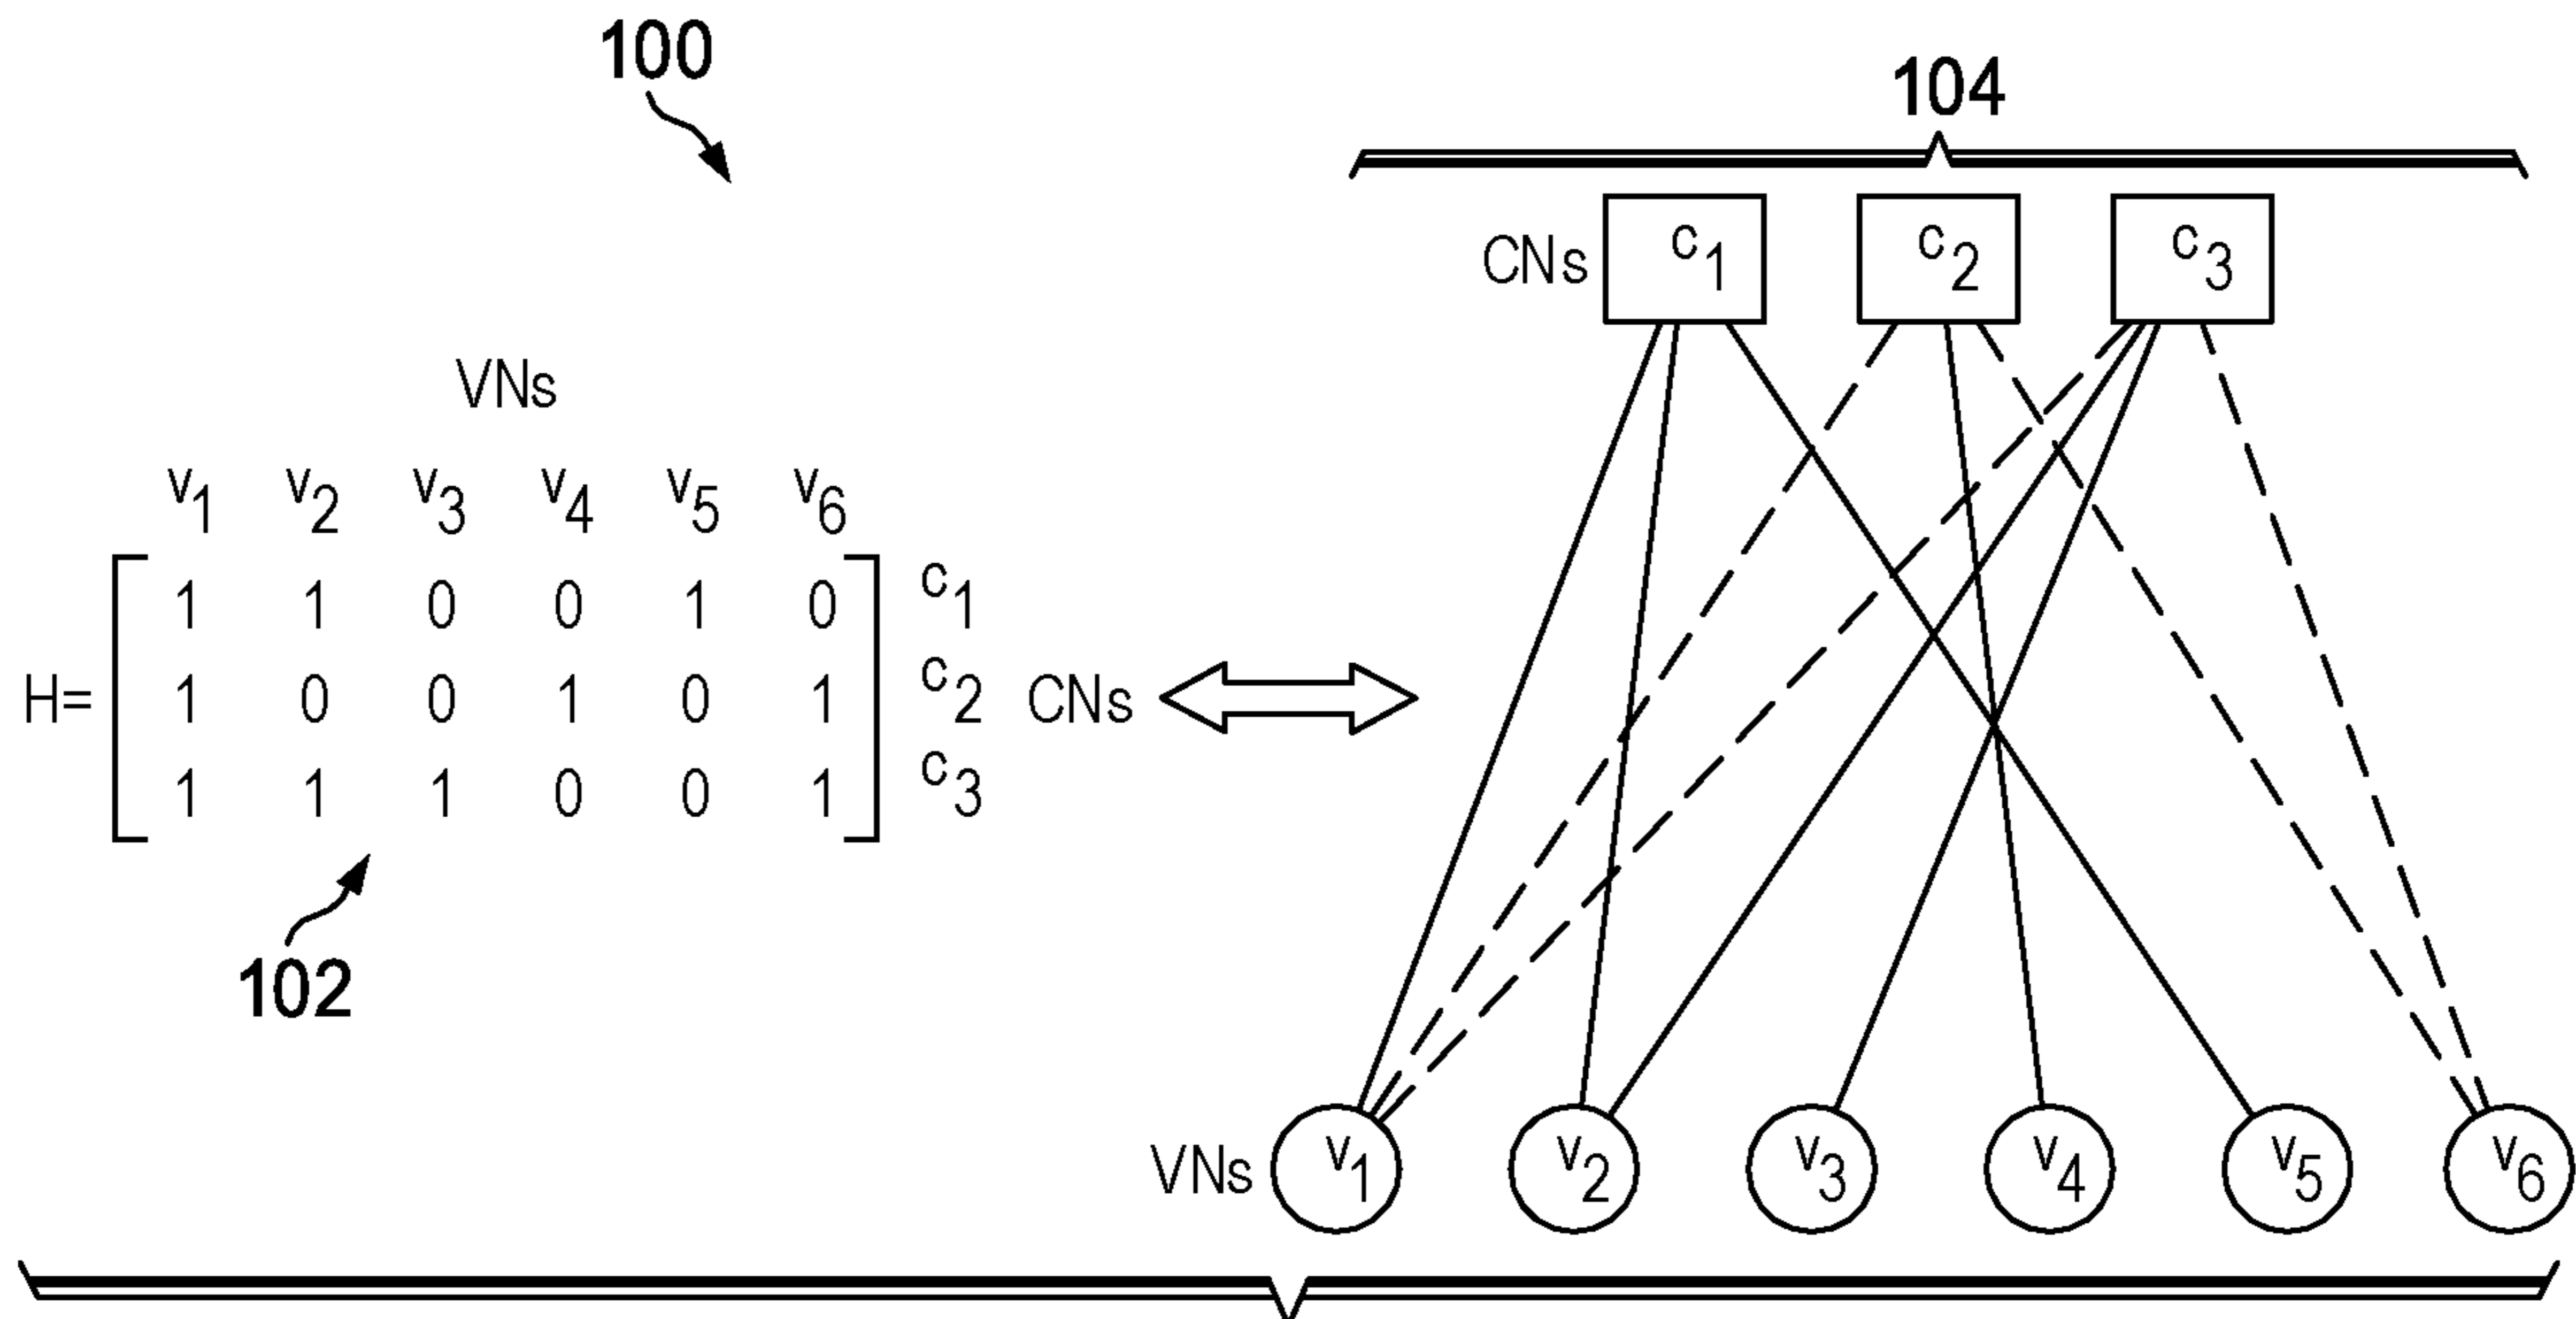 100
104
CNs c1 c2 c3
VNs
v1 v2 v3 v4 v5 v6
1 1 0 0 1 0 c1
H= 1 0 0 1 0 1 c2 CNs
1 1 1 0 0 1 c3
102
VNs v1 v2 v3 v4 v5 v6